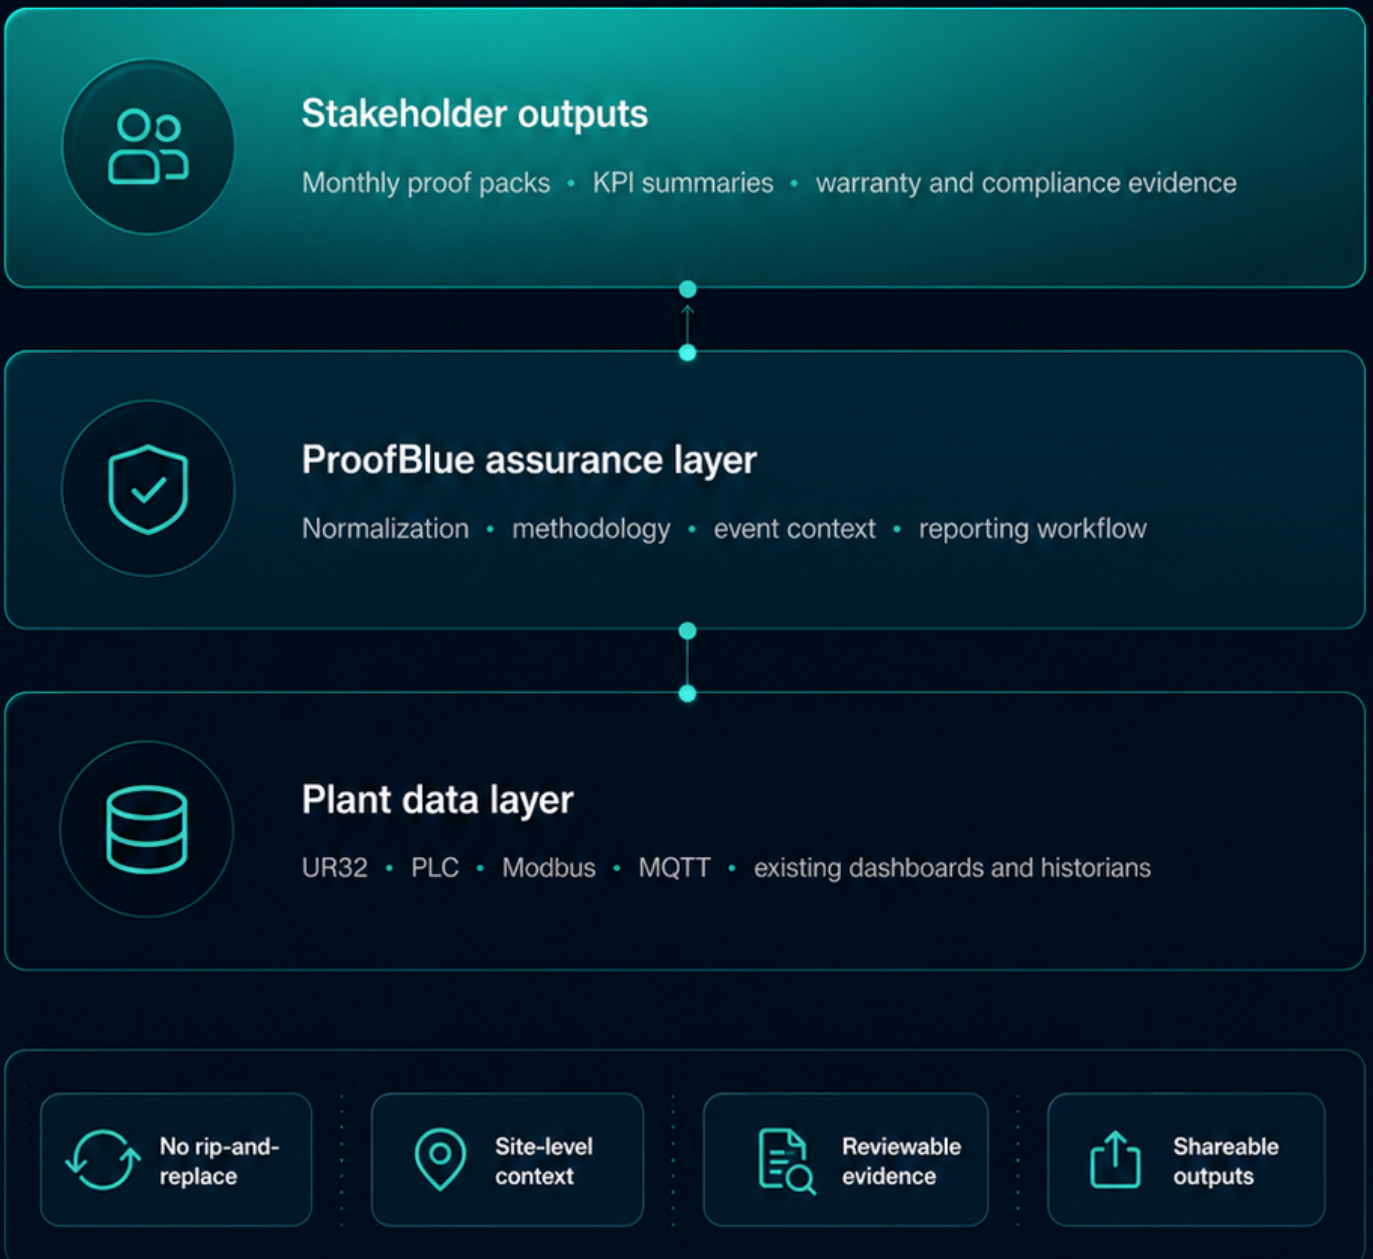 Stakeholder outputs
Monthly proof packs • KPI summaries • warranty and compliance evidence
ProofBlue assurance layer
Normalization • methodology • event context • reporting workflow
Plant data layer
UR32 • PLC • Modbus • MQTT • existing dashboards and historians
No rip-and-
replace
Site-level
context
Reviewable
evidence
Shareable
outputs